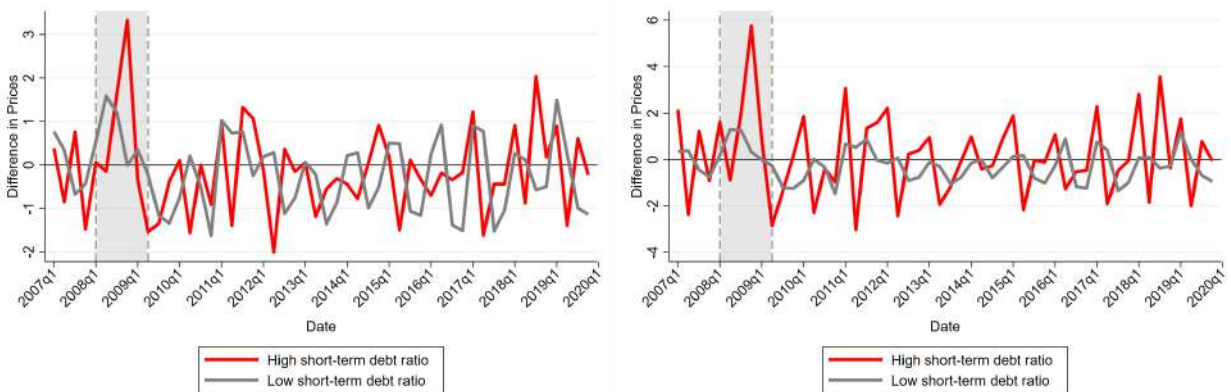 Difference in Prices
3
2
1
0
-1
-2
2007q1
2008q1
2009q1
2010q1
2011q1
2012q1
2013q1
2014q1
2015q1
2016q1
2017q1
2018q1
2019q1
2020q1
Date
High short-term debt ratio
Low short-term debt ratio
Difference in Prices
6
4
2
0
-2
-4
2007q1
2008q1
2009q1
2010q1
2011q1
2012q1
2013q1
2014q1
2015q1
2016q1
2017q1
2018q1
2019q1
2020q1
Date
High short-term debt ratio
Low short-term debt ratio